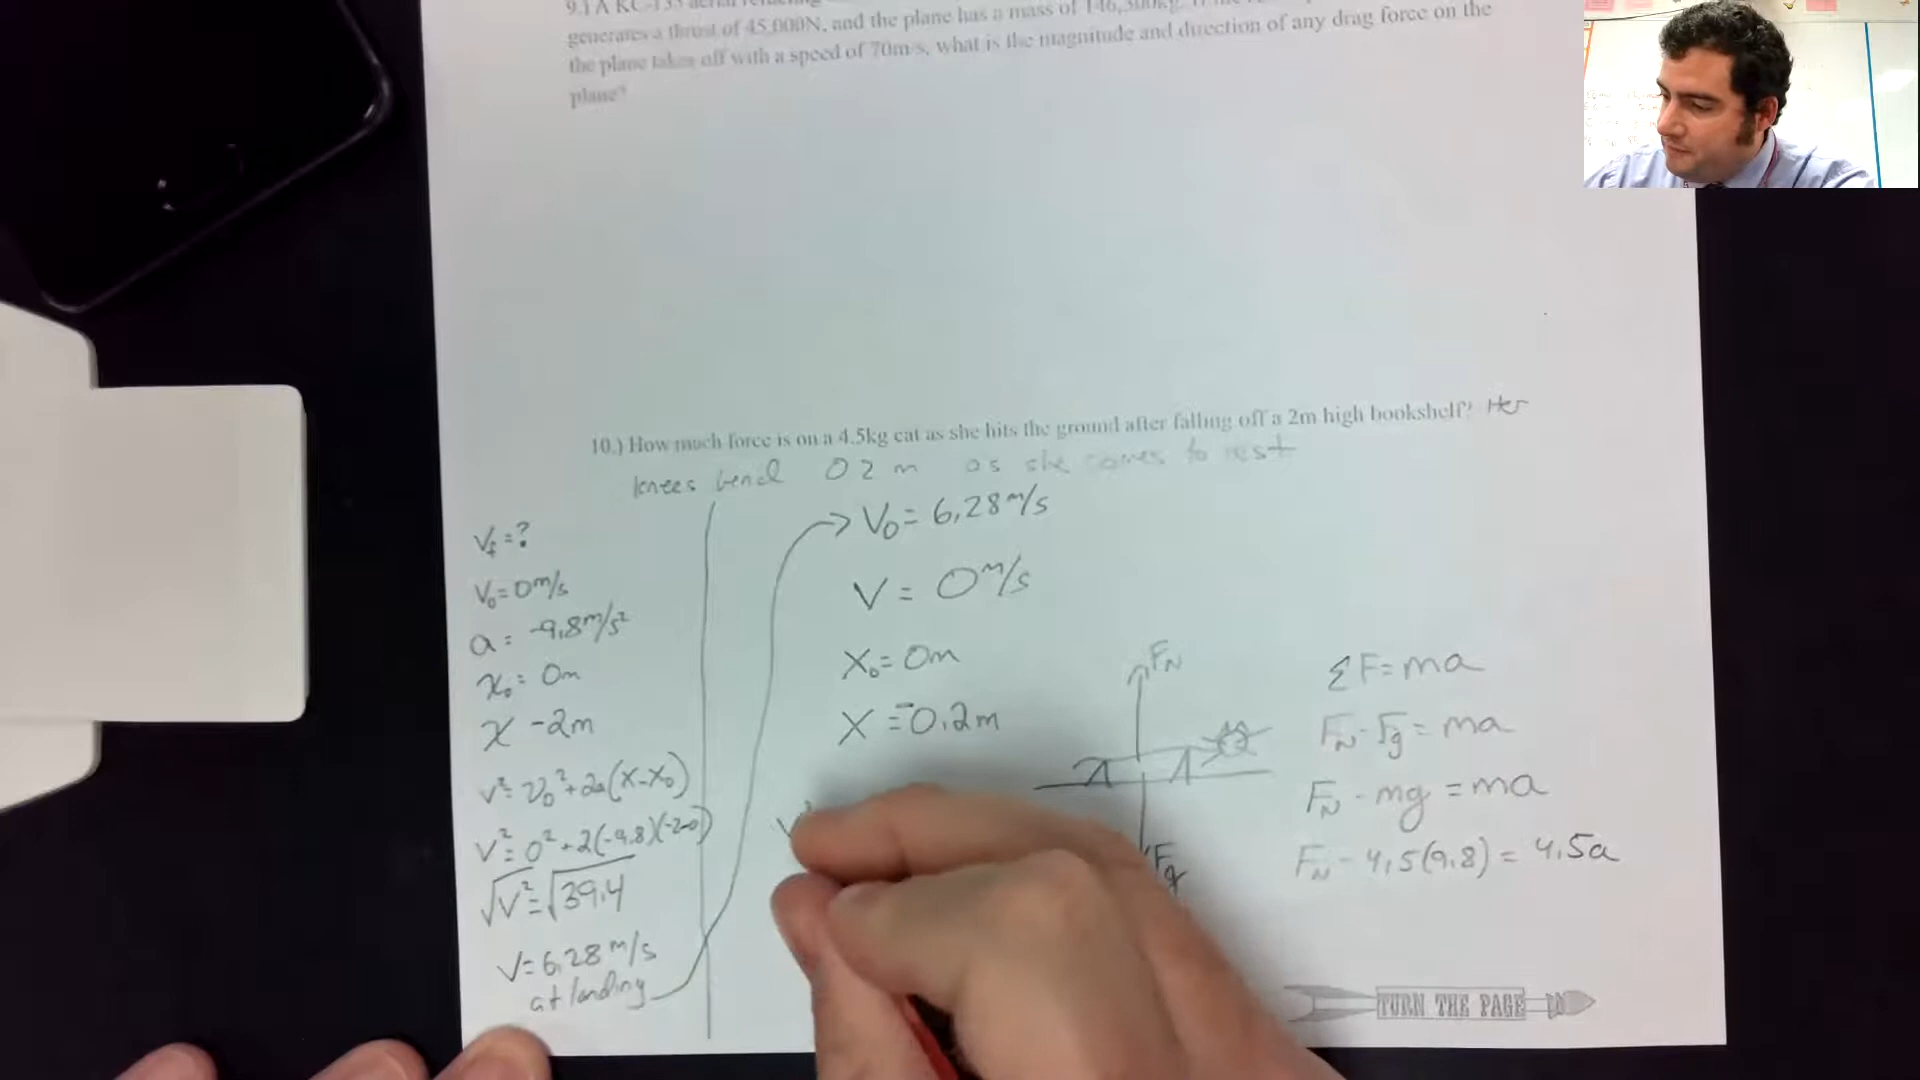 9.) A KC-135 aerial
generates a thrust of 45,000N, and the plane has a mass of 146,300kg.
the plane takes off with a speed of 70m/s, what is the magnitude and direction of any drag force on the
plane?
10.) How much force is on a 4.5kg cat as she hits the ground after falling off a 2m high bookshelf? Her
knees bend 0.2 m as she comes to rest
Vf = ?
V₀ = 0 m/s
a = -9.8 m/s²
x₀ = 0m
x -2m
v² = v₀² + 2a(x-x₀)
v² = 0² + 2(-9.8)(-2-0)
√v² = √39.4
V = 6.28 m/s
at landing
V₀ = 6.28 m/s
V = 0 m/s
X₀ = 0m
X = -0.2m
FN
Fg
ΣF = ma
FN - Fg = ma
FN - mg = ma
FN - 4.5(9.8) = 4.5a
TURN THE PAGE